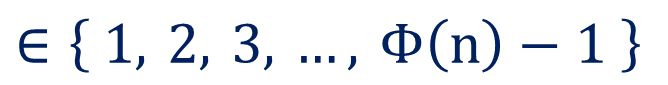 ∈ { 1, 2, 3, …, Φ(n) − 1 }